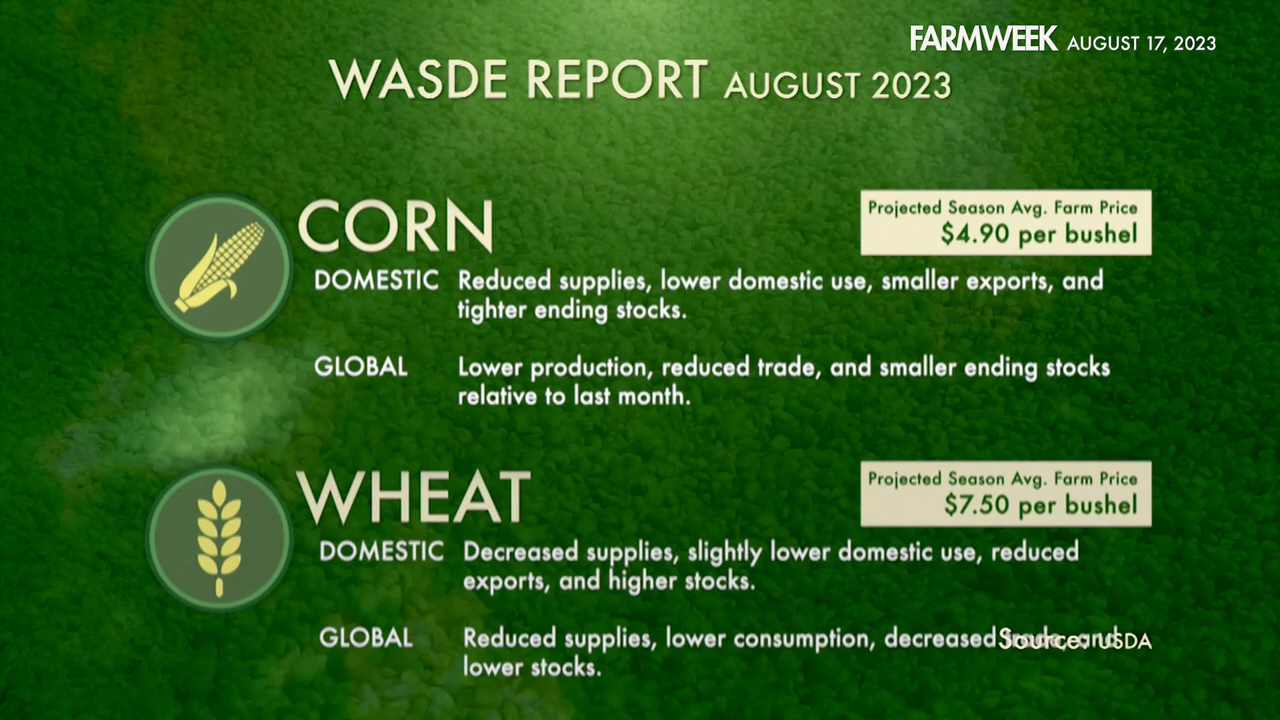 FARMWEEK AUGUST 17, 2023
WASDE REPORT AUGUST 2023
CORN
Projected Season Avg. Farm Price
$4.90 per bushel
DOMESTIC Reduced supplies, lower domestic use, smaller exports, and
tighter ending stocks.
GLOBAL Lower production, reduced trade, and smaller ending stocks
relative to last month.
WHEAT
Projected Season Avg. Farm Price
$7.50 per bushel
DOMESTIC Decreased supplies, slightly lower domestic use, reduced
exports, and higher stocks.
GLOBAL Reduced supplies, lower consumption, decreased trade, and
lower stocks.
Source: USDA